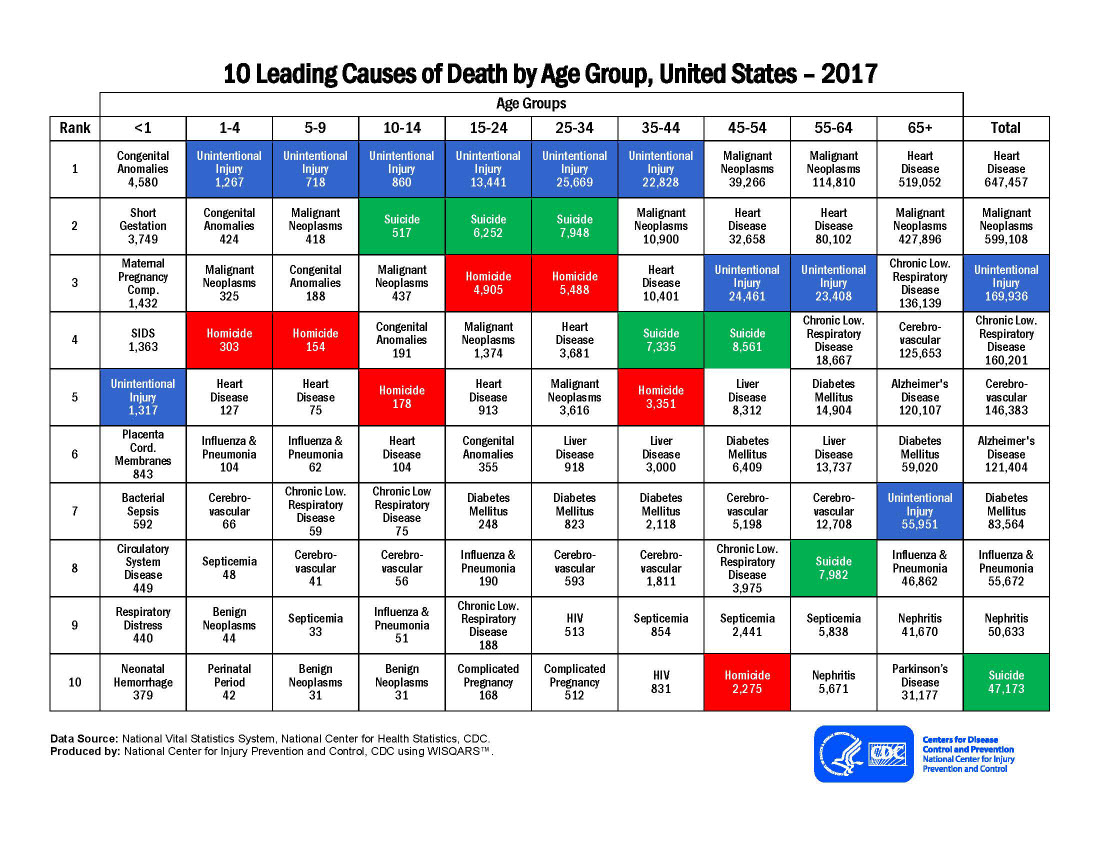 10 Leading Causes of Death by Age Group, United States – 2017
Age Groups
Rank <1 1-4 5-9 10-14 15-24 25-34 35-44 45-54 55-64 65+ Total
1
Congenital
Anomalies
4,580
Unintentional
Injury
1,267
Unintentional
Injury
718
Unintentional
Injury
860
Unintentional
Injury
13,441
Unintentional
Injury
25,669
Unintentional
Injury
22,828
Malignant
Neoplasms
39,266
Malignant
Neoplasms
114,810
Heart
Disease
519,052
Heart
Disease
647,457
2
Short
Gestation
3,749
Congenital
Anomalies
424
Malignant
Neoplasms
418
Suicide
517
Suicide
6,252
Suicide
7,948
Malignant
Neoplasms
10,900
Heart
Disease
32,658
Heart
Disease
80,102
Malignant
Neoplasms
427,896
Malignant
Neoplasms
599,108
3
Maternal
Pregnancy
Comp.
1,432
Malignant
Neoplasms
325
Congenital
Anomalies
188
Malignant
Neoplasms
437
Homicide
4,905
Homicide
5,488
Heart
Disease
10,401
Unintentional
Injury
24,461
Unintentional
Injury
23,408
Chronic Low.
Respiratory
Disease
136,139
Unintentional
Injury
169,936
4
SIDS
1,363
Homicide
303
Homicide
154
Congenital
Anomalies
191
Malignant
Neoplasms
1,374
Heart
Disease
3,681
Suicide
7,335
Suicide
8,561
Chronic Low.
Respiratory
Disease
18,667
Cerebro-
vascular
125,653
Chronic Low.
Respiratory
Disease
160,201
5
Unintentional
Injury
1,317
Heart
Disease
127
Heart
Disease
75
Homicide
178
Heart
Disease
913
Malignant
Neoplasms
3,616
Homicide
3,351
Liver
Disease
8,312
Diabetes
Mellitus
14,904
Alzheimer's
Disease
120,107
Cerebro-
vascular
146,383
6
Placenta
Cord.
Membranes
843
Influenza &
Pneumonia
104
Influenza &
Pneumonia
62
Heart
Disease
104
Congenital
Anomalies
355
Liver
Disease
918
Liver
Disease
3,000
Diabetes
Mellitus
6,409
Liver
Disease
13,737
Diabetes
Mellitus
59,020
Alzheimer's
Disease
121,404
7
Bacterial
Sepsis
592
Cerebro-
vascular
66
Chronic Low.
Respiratory
Disease
59
Chronic Low
Respiratory
Disease
75
Diabetes
Mellitus
248
Diabetes
Mellitus
823
Diabetes
Mellitus
2,118
Cerebro-
vascular
5,198
Cerebro-
vascular
12,708
Unintentional
Injury
55,951
Diabetes
Mellitus
83,564
8
Circulatory
System
Disease
449
Septicemia
48
Cerebro-
vascular
41
Cerebro-
vascular
56
Influenza &
Pneumonia
190
Cerebro-
vascular
593
Cerebro-
vascular
1,811
Chronic Low.
Respiratory
Disease
3,975
Suicide
7,982
Influenza &
Pneumonia
46,862
Influenza &
Pneumonia
55,672
9
Respiratory
Distress
440
Benign
Neoplasms
44
Septicemia
33
Influenza &
Pneumonia
51
Chronic Low.
Respiratory
Disease
188
HIV
513
Septicemia
854
Septicemia
2,441
Septicemia
5,838
Nephritis
41,670
Nephritis
50,633
10
Neonatal
Hemorrhage
379
Perinatal
Period
42
Benign
Neoplasms
31
Benign
Neoplasms
31
Complicated
Pregnancy
168
Complicated
Pregnancy
512
HIV
831
Homicide
2,275
Nephritis
5,671
Parkinson's
Disease
31,177
Suicide
47,173
Data Source: National Vital Statistics System, National Center for Health Statistics, CDC.
Produced by: National Center for Injury Prevention and Control, CDC using WISQARS™.
CDC
Centers for Disease
Control and Prevention
National Center for Injury
Prevention and Control